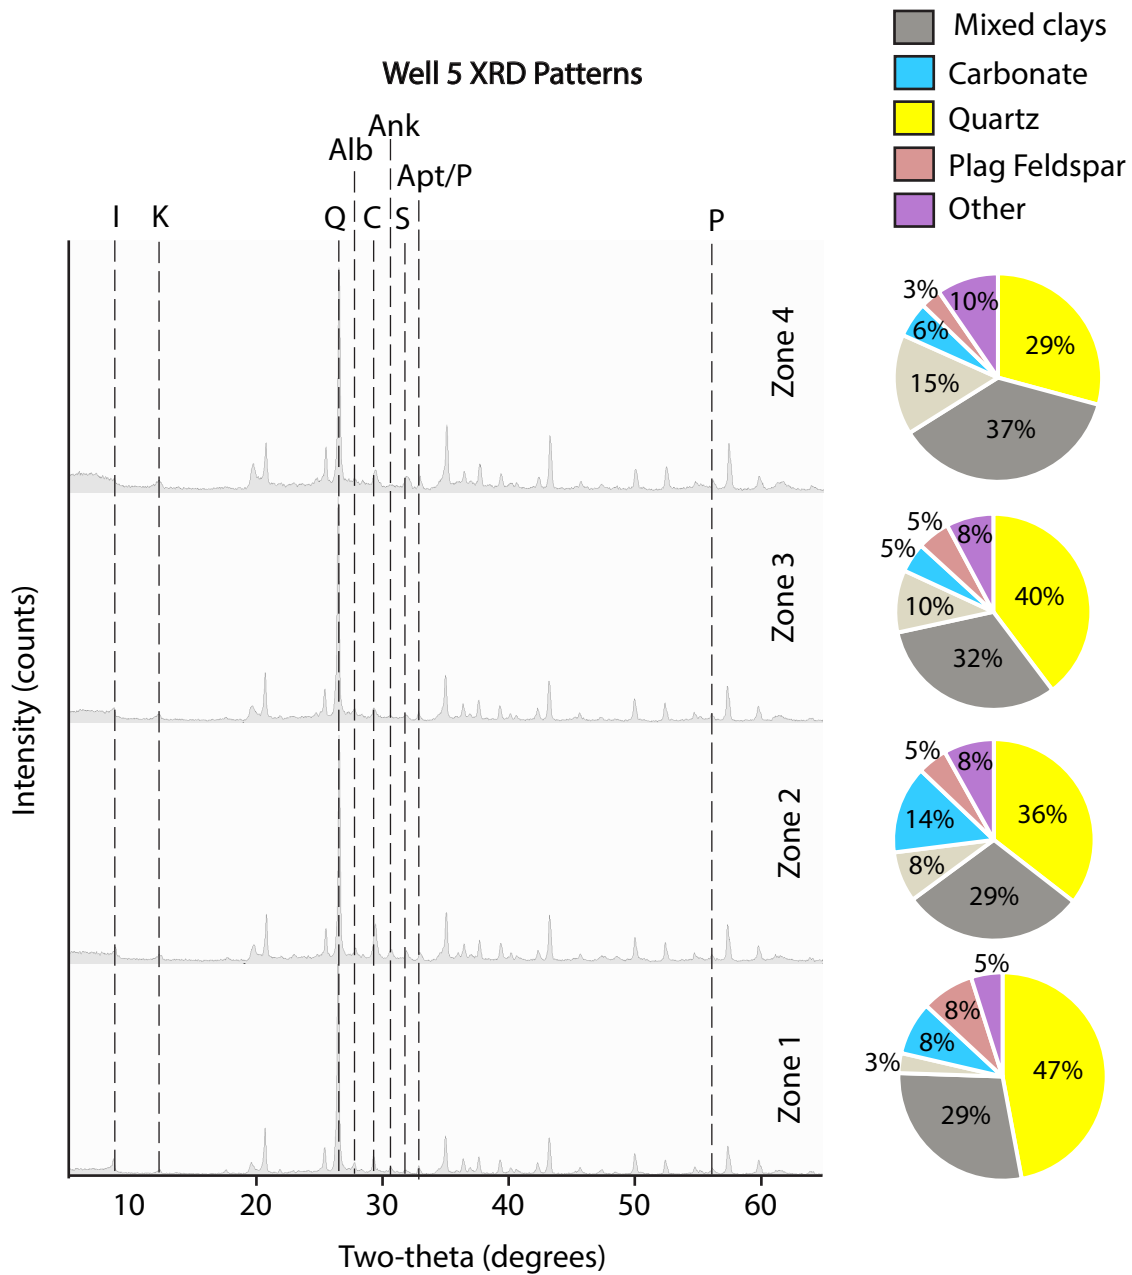 Mixed clays
Carbonate
Quartz
Plag Feldspar
Other
Well 5 XRD Patterns
Ank
Alb
Apt/P
I K Q C S P
Zone 4
3%
10%
6%
29%
15%
37%
Zone 3
5%
8%
5%
40%
10%
32%
Zone 2
5%
8%
14%
36%
8%
29%
Zone 1
5%
8%
8%
3%
47%
29%
Intensity (counts)
10 20 30 40 50 60
Two-theta (degrees)